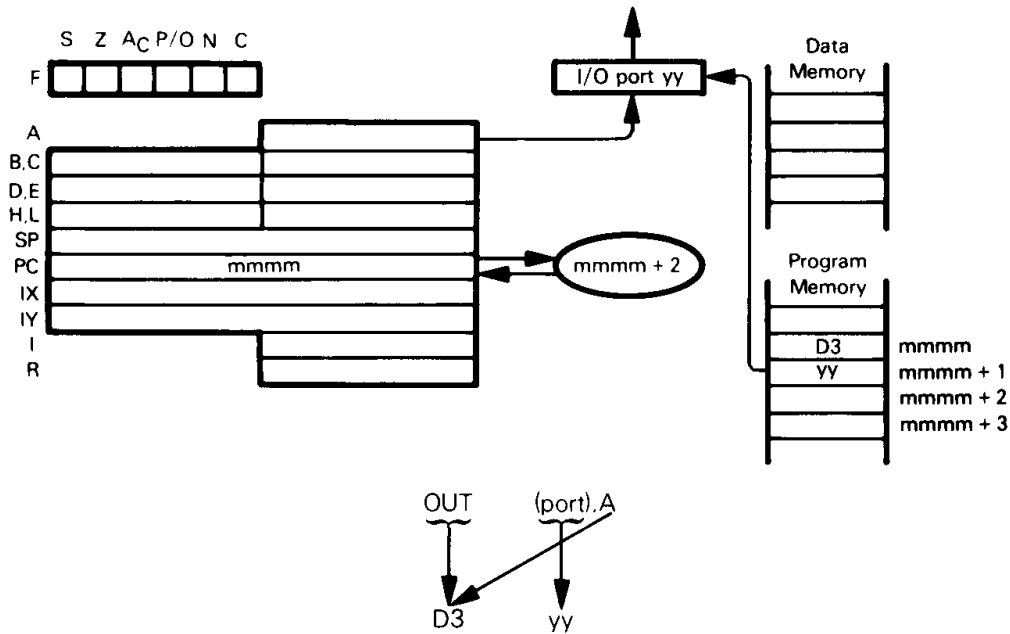 S Z AC P/O N C
F
A
B,C
D,E
H,L
SP
PC mmmm
IX
IY
I
R
mmmm + 2
I/O port yy
Data
Memory
Program
Memory
D3 mmmm
yy mmmm + 1
mmmm + 2
mmmm + 3
OUT (port),A
D3 yy